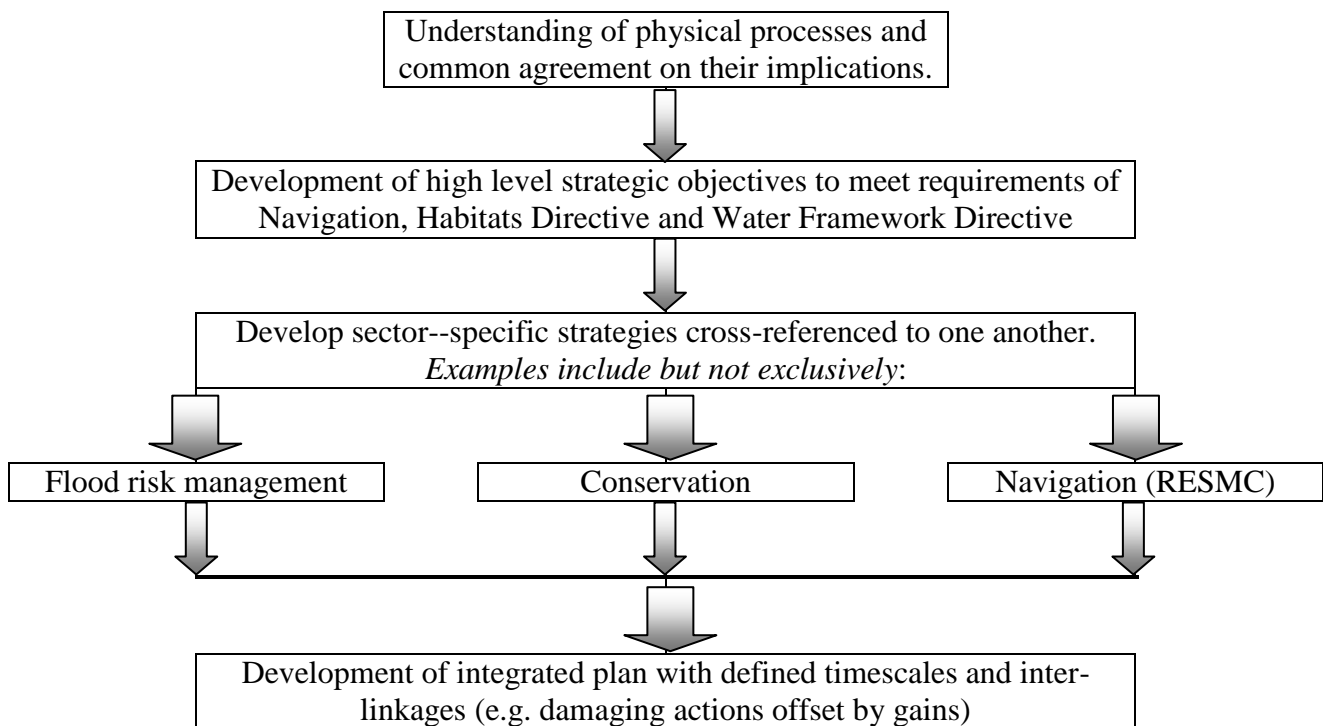 Understanding of physical processes and
common agreement on their implications.
Development of high level strategic objectives to meet requirements of
Navigation, Habitats Directive and Water Framework Directive
Develop sector--specific strategies cross-referenced to one another.
Examples include but not exclusively:
Flood risk management
Conservation
Navigation (RESMC)
Development of integrated plan with defined timescales and inter-
linkages (e.g. damaging actions offset by gains)